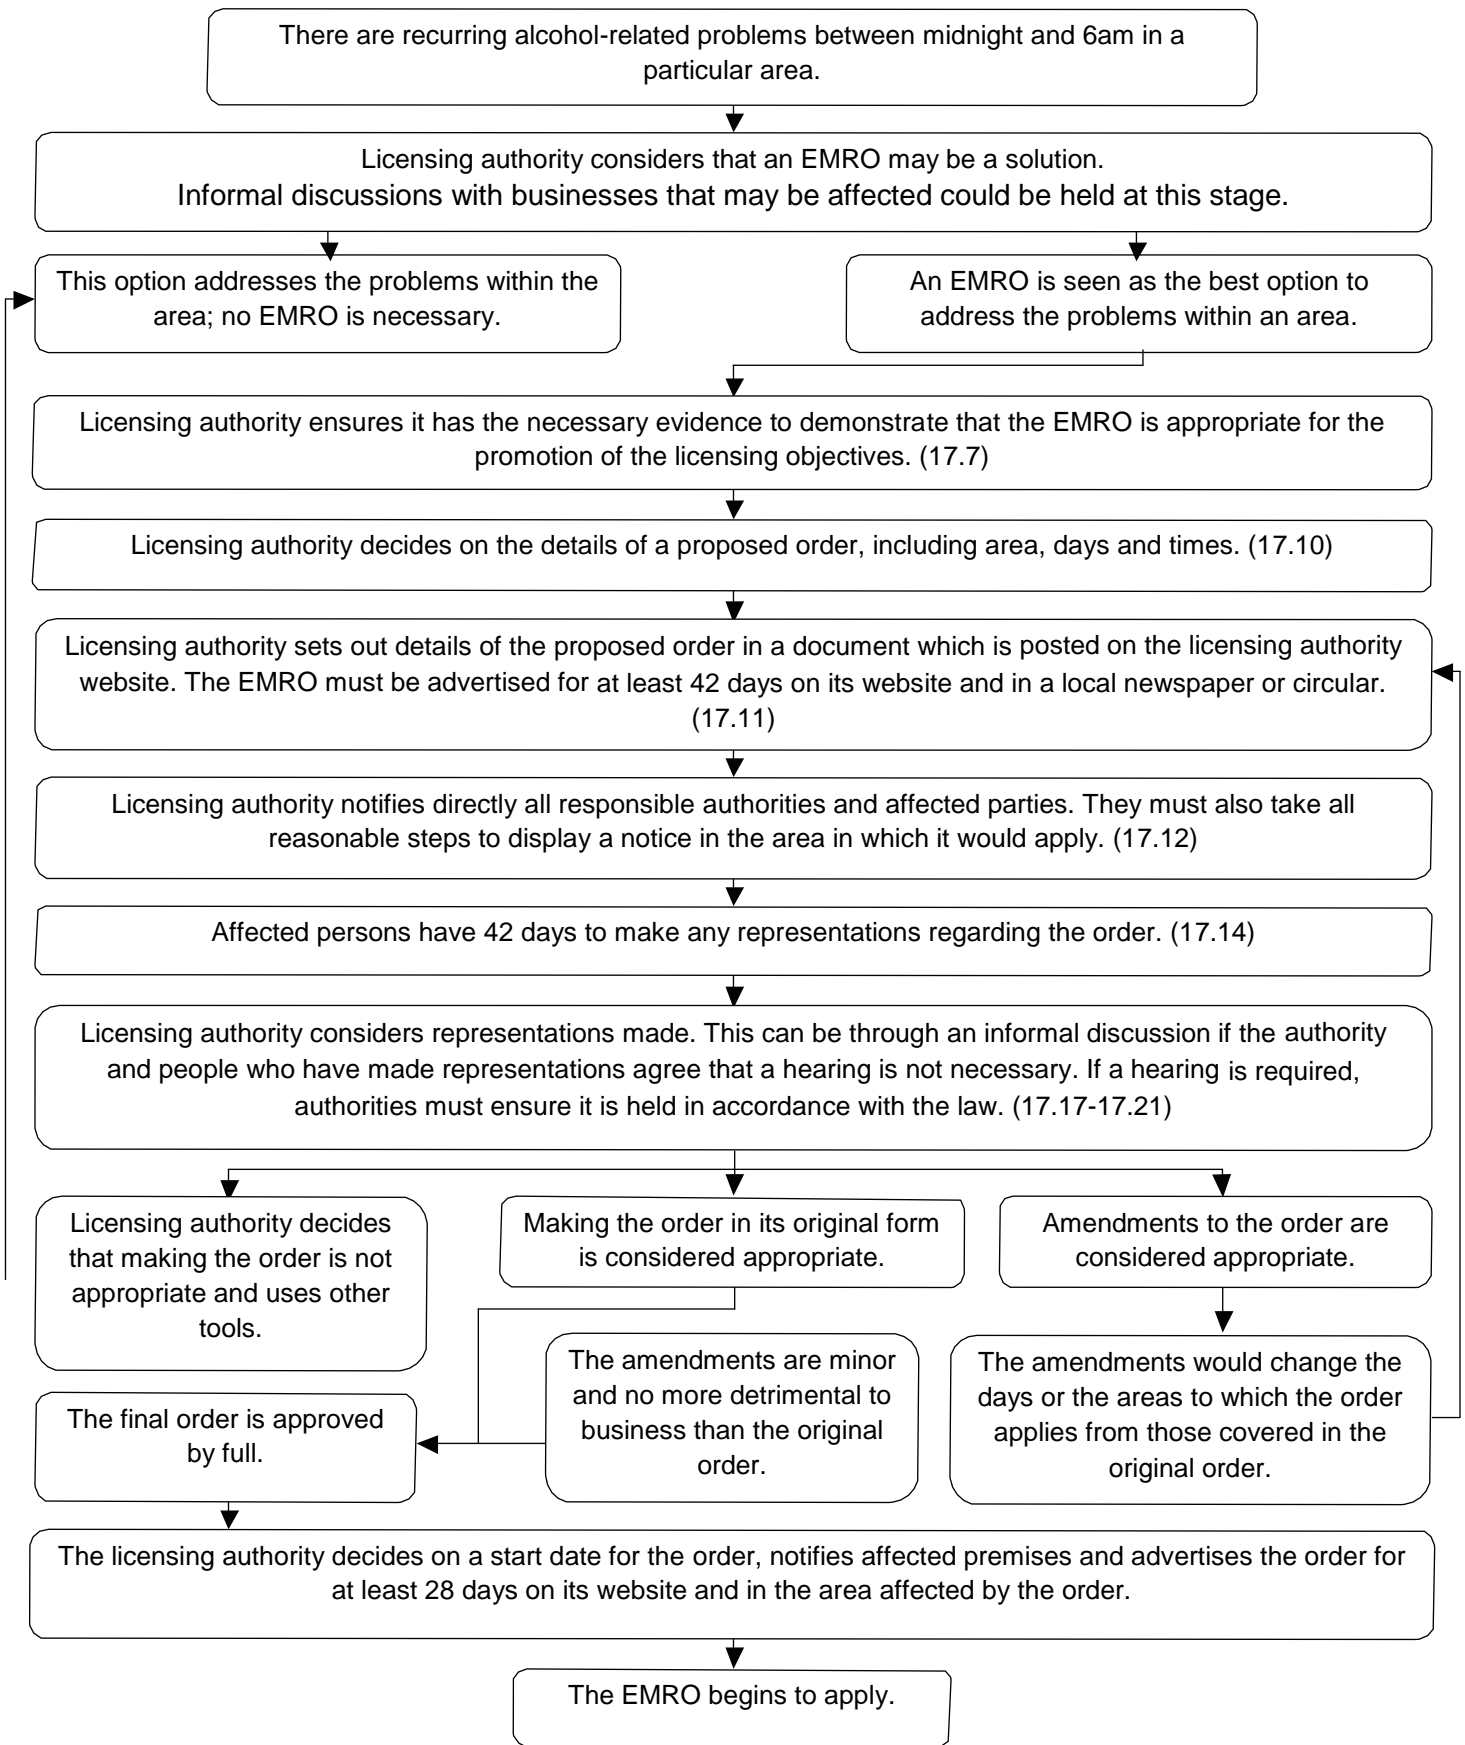 There are recurring alcohol-related problems between midnight and 6am in a
particular area.
Licensing authority considers that an EMRO may be a solution.
Informal discussions with businesses that may be affected could be held at this stage.
This option addresses the problems within the
area; no EMRO is necessary.
An EMRO is seen as the best option to
address the problems within an area.
Licensing authority ensures it has the necessary evidence to demonstrate that the EMRO is appropriate for the
promotion of the licensing objectives. (17.7)
Licensing authority decides on the details of a proposed order, including area, days and times. (17.10)
Licensing authority sets out details of the proposed order in a document which is posted on the licensing authority
website. The EMRO must be advertised for at least 42 days on its website and in a local newspaper or circular.
(17.11)
Licensing authority notifies directly all responsible authorities and affected parties. They must also take all
reasonable steps to display a notice in the area in which it would apply. (17.12)
Affected persons have 42 days to make any representations regarding the order. (17.14)
Licensing authority considers representations made. This can be through an informal discussion if the authority
and people who have made representations agree that a hearing is not necessary. If a hearing is required,
authorities must ensure it is held in accordance with the law. (17.17-17.21)
Licensing authority decides
that making the order is not
appropriate and uses other
tools.
Making the order in its original form
is considered appropriate.
Amendments to the order are
considered appropriate.
The amendments are minor
and no more detrimental to
business than the original
order.
The amendments would change the
days or the areas to which the order
applies from those covered in the
original order.
The final order is approved
by full.
The licensing authority decides on a start date for the order, notifies affected premises and advertises the order for
at least 28 days on its website and in the area affected by the order.
The EMRO begins to apply.